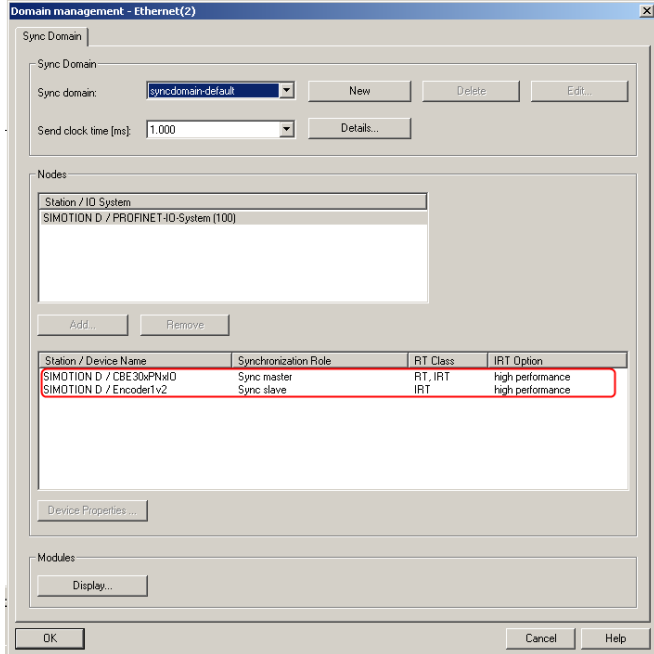 Domain management - Ethernet(2)
Sync Domain
Sync Domain
Sync domain: syncdomain-default New Delete Edit...
Send clock time [ms]: 1.000 Details...
Nodes
Station / IO System
SIMOTION D / PROFINET-IO-System (100)
Add... Remove
Station / Device Name Synchronization Role RT Class IRT Option
SIMOTION D / CBE30xPNxIO Sync master RT, IRT high performance
SIMOTION D / Encoder1v2 Sync slave IRT high performance
Device Properties ...
Modules
Display...
OK Cancel Help